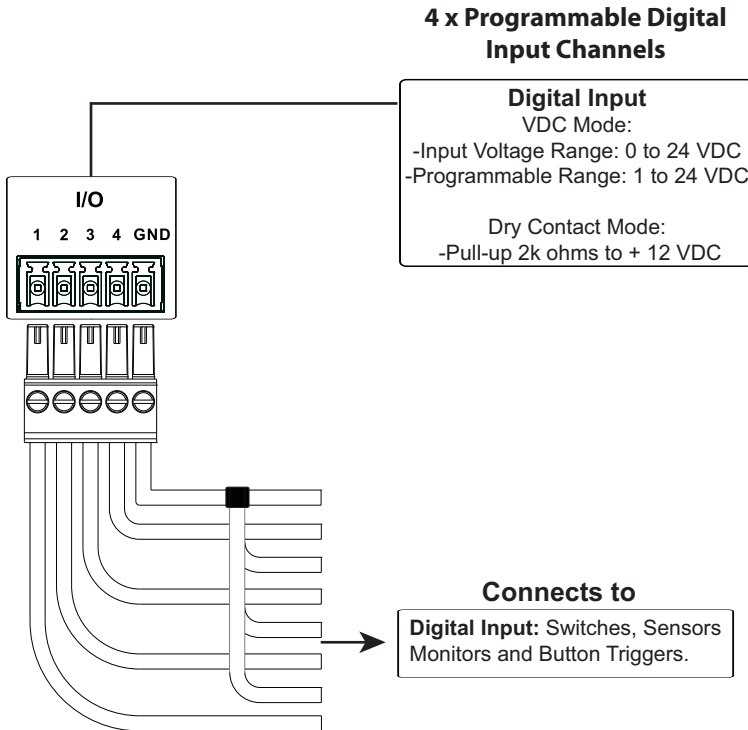 4 x Programmable Digital
Input Channels
Digital Input
VDC Mode:
-Input Voltage Range: 0 to 24 VDC
-Programmable Range: 1 to 24 VDC
Dry Contact Mode:
-Pull-up 2k ohms to + 12 VDC
I/O
1 2 3 4 GND
Connects to
Digital Input: Switches, Sensors
Monitors and Button Triggers.